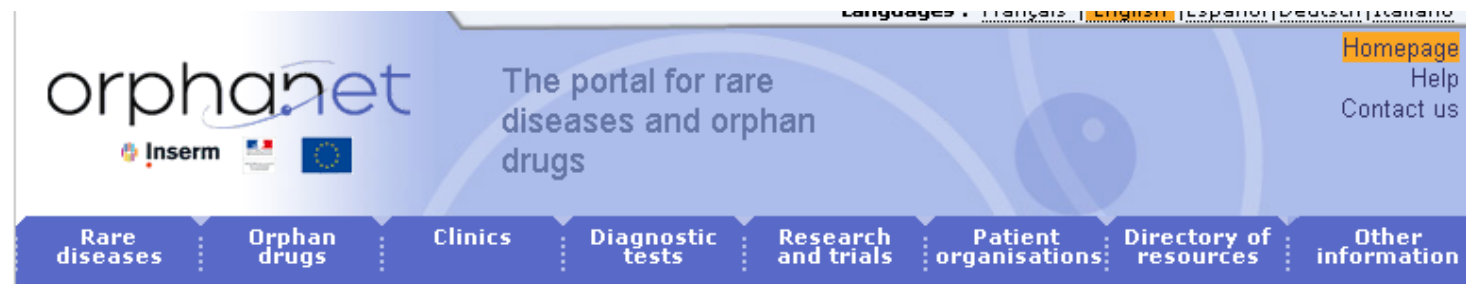 Languages : Français | English | Español | Deutsch | Italiano
Homepage
Help
Contact us
orphanet
Inserm
The portal for rare
diseases and orphan
drugs
Rare
diseases
Orphan
drugs
Clinics
Diagnostic
tests
Research
and trials
Patient
organisations
Directory of
resources
Other
information